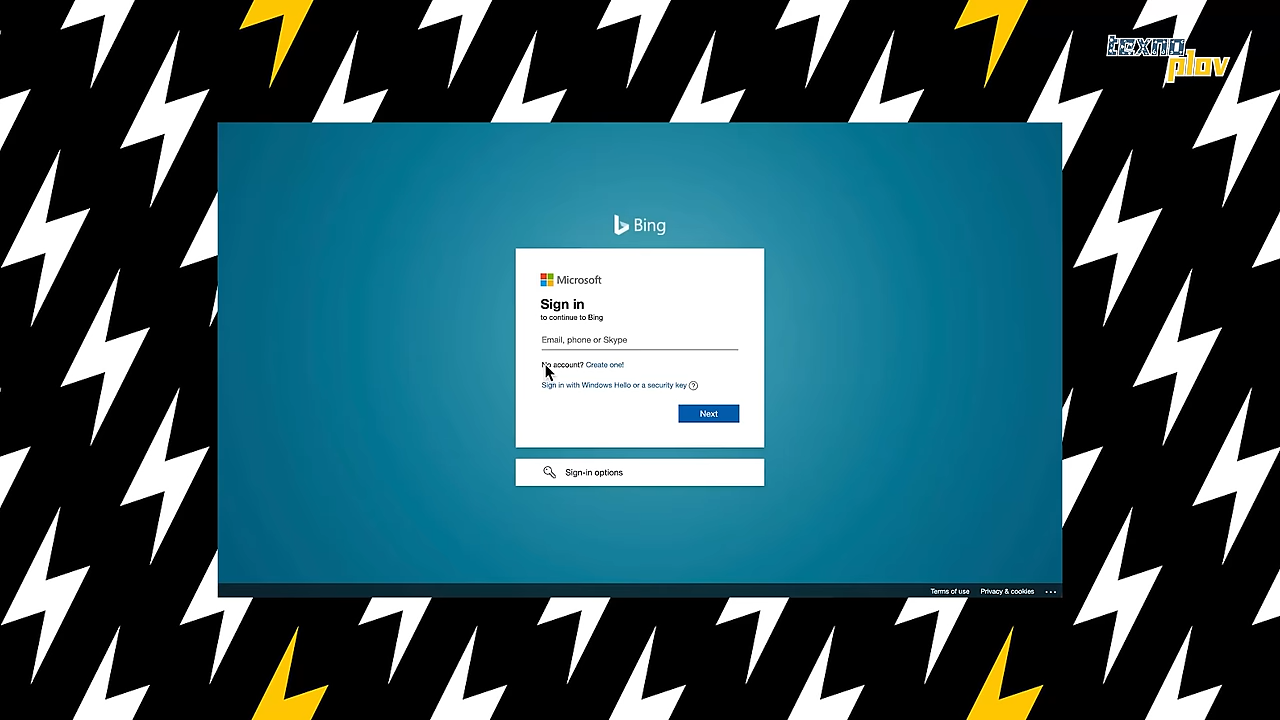 texno
plov
Bing
Microsoft
Sign in
to continue to Bing
Email, phone or Skype
No account? Create one!
Sign in with Windows Hello or a security key ?
Next
Sign-in options
Terms of use Privacy & cookies ...